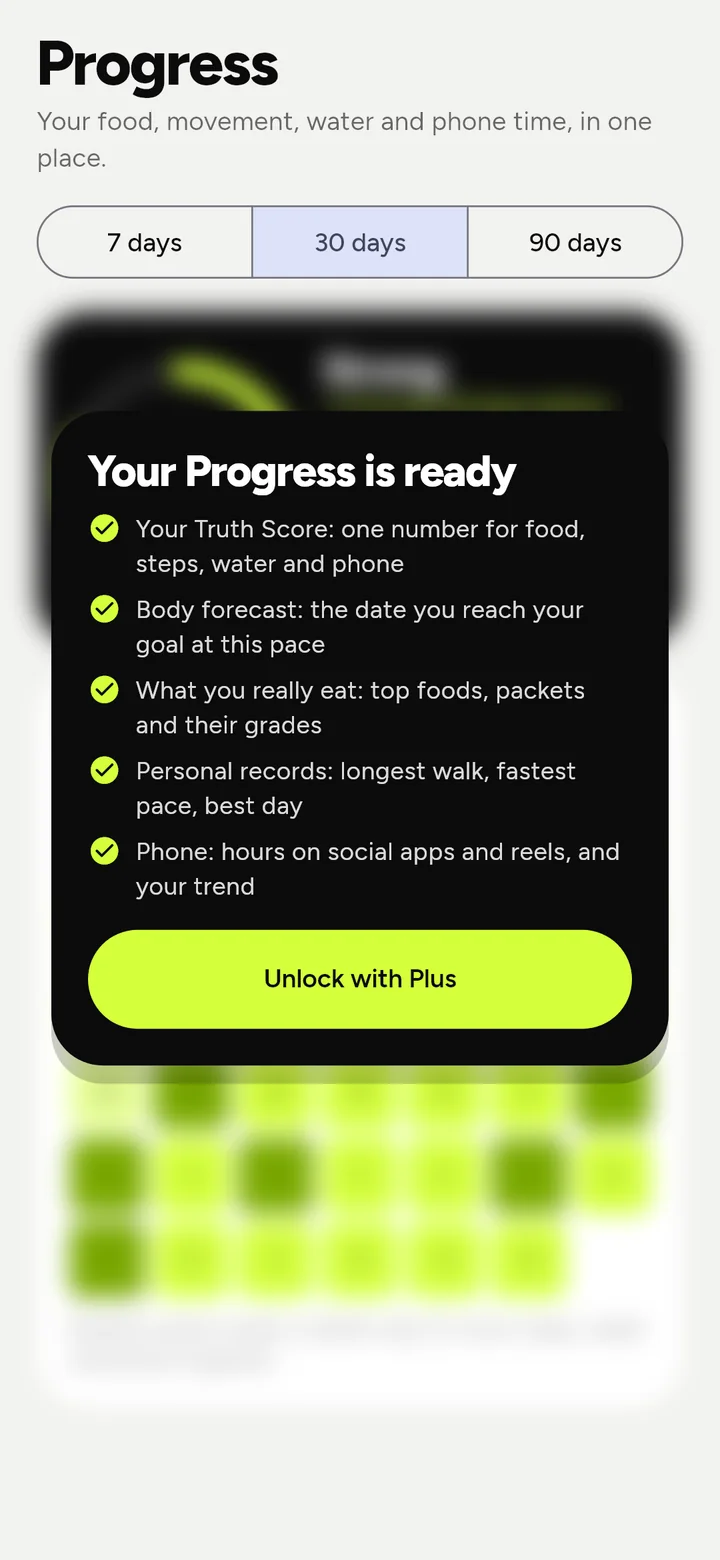 Progress
Your food, movement, water and phone time, in one
place.
7 days
30 days
90 days
Your Progress is ready
Your Truth Score: one number for food,
steps, water and phone
Body forecast: the date you reach your
goal at this pace
What you really eat: top foods, packets
and their grades
Personal records: longest walk, fastest
pace, best day
Phone: hours on social apps and reels, and
your trend
Unlock with Plus